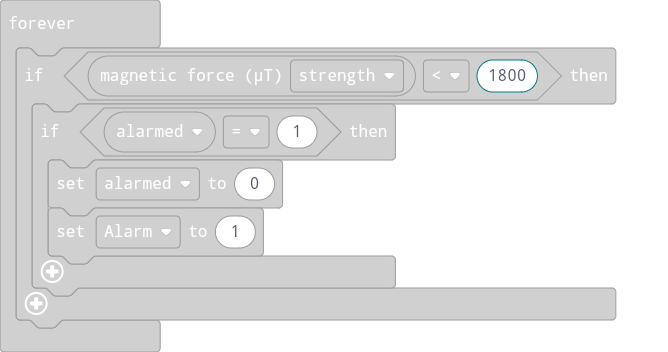 forever
if magnetic force (µT) strength < 1800 then
if alarmed = 1 then
set alarmed to 0
set Alarm to 1